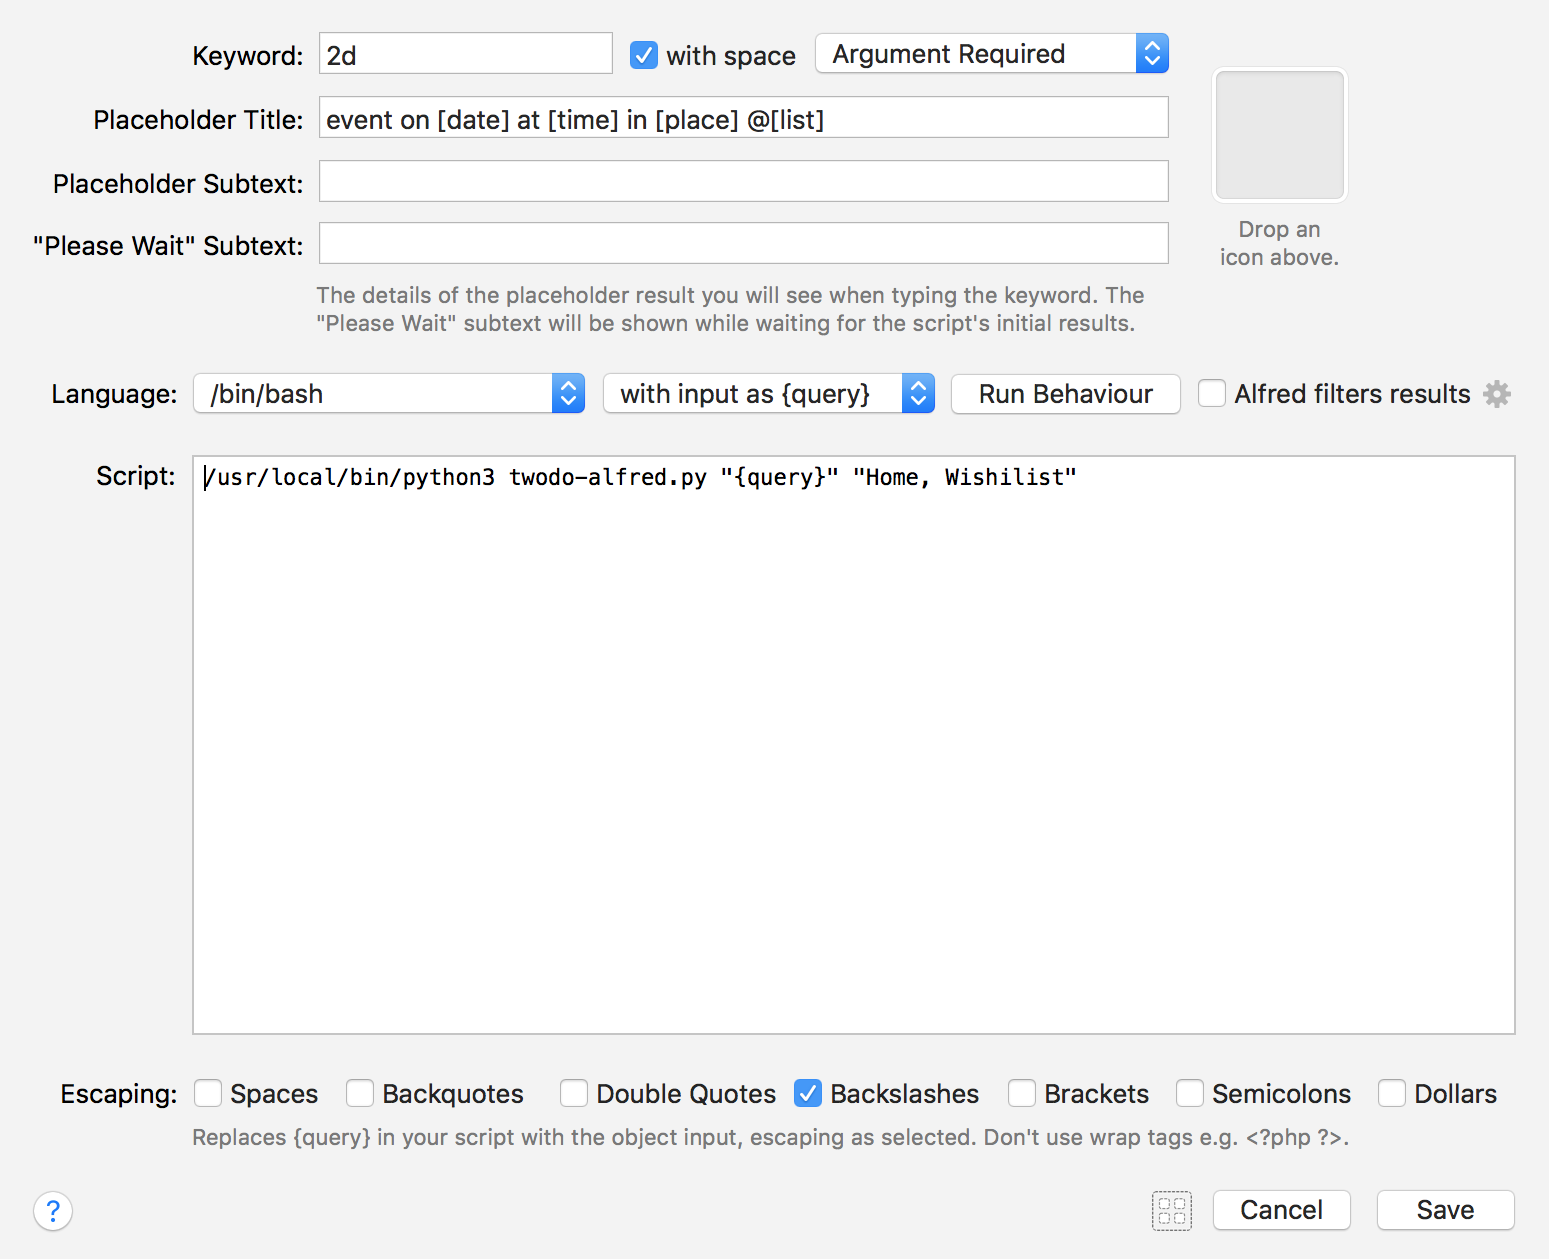 Keyword: 2d with space Argument Required
Placeholder Title: event on [date] at [time] in [place] @[list]
Placeholder Subtext:
"Please Wait" Subtext:
Drop an
icon above.
The details of the placeholder result you will see when typing the keyword. The
"Please Wait" subtext will be shown while waiting for the script's initial results.
Language: /bin/bash with input as {query} Run Behaviour Alfred filters results
Script: /usr/local/bin/python3 twodo-alfred.py "{query}" "Home, Wishilist"
Escaping: Spaces Backquotes Double Quotes Backslashes Brackets Semicolons Dollars
Replaces {query} in your script with the object input, escaping as selected. Don't use wrap tags e.g. <?php ?>.
? Cancel Save